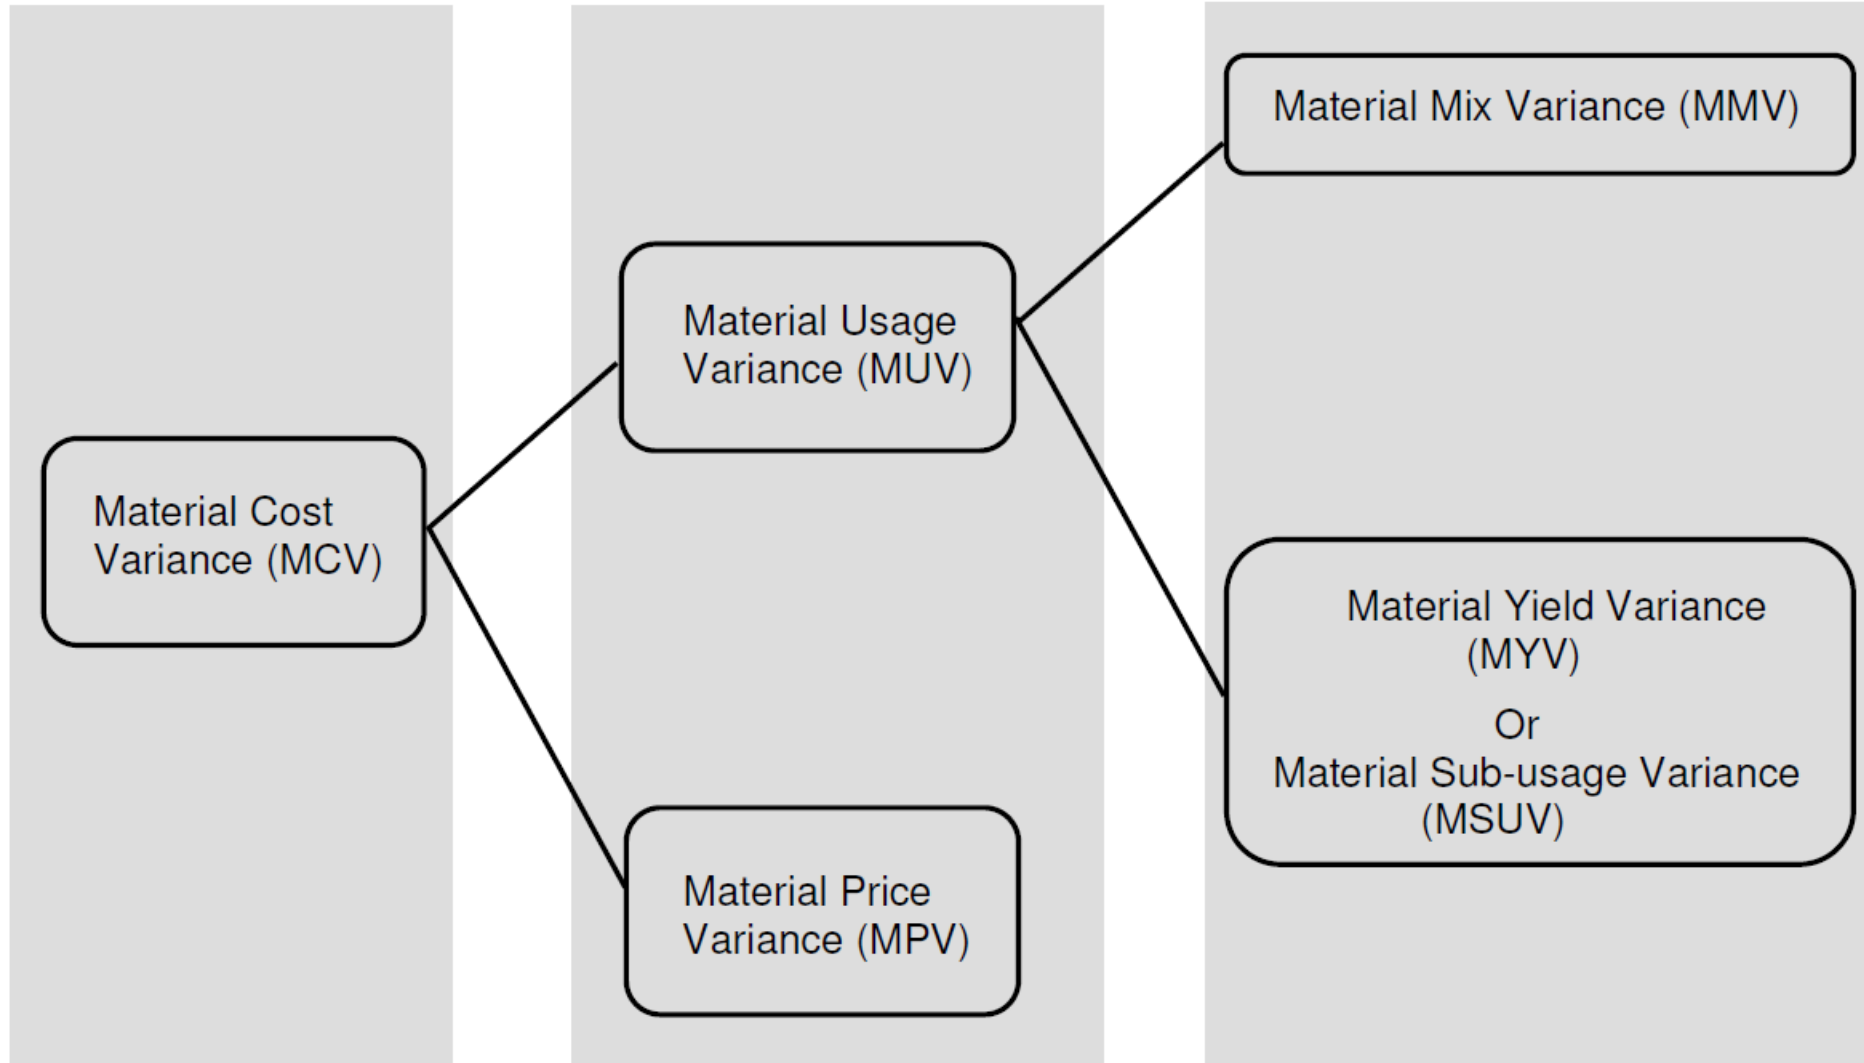 Material Cost
Variance (MCV)
Material Usage
Variance (MUV)
Material Price
Variance (MPV)
Material Mix Variance (MMV)
Material Yield Variance
(MYV)
Or
Material Sub-usage Variance
(MSUV)